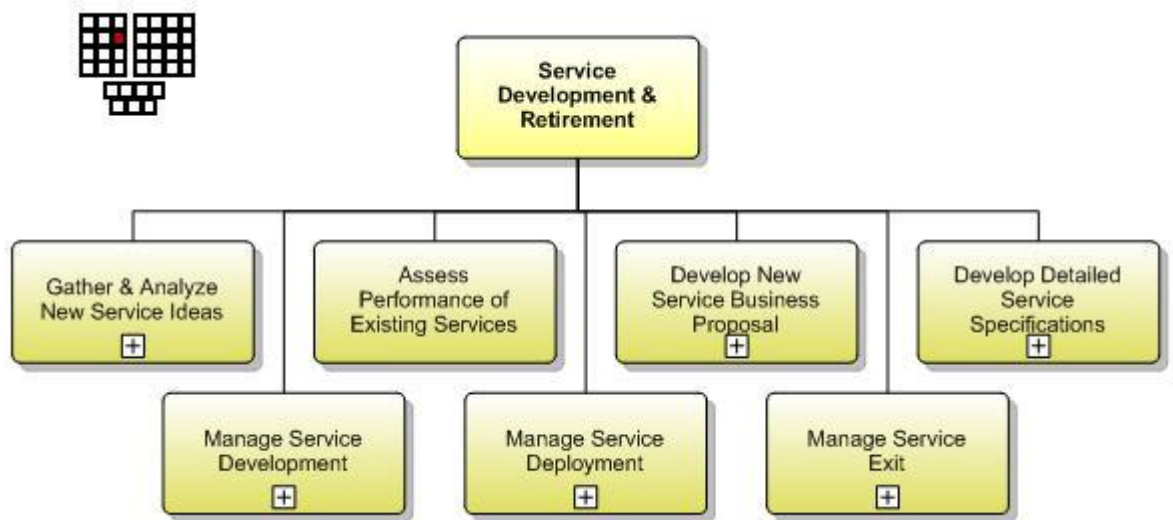 Service
Development &
Retirement
Gather & Analyze
New Service Ideas
Assess
Performance of
Existing Services
Develop New
Service Business
Proposal
Develop Detailed
Service
Specifications
Manage Service
Development
Manage Service
Deployment
Manage Service
Exit